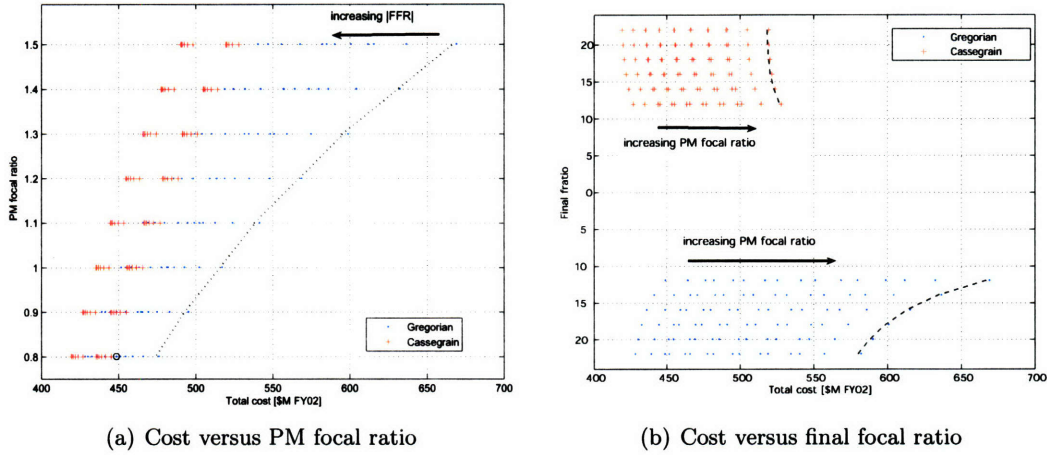 increasing |FFR|
1.5
1.4
1.3
1.2
1.1
1
0.9
0.8
PM focal ratio
400 450 500 550 600 650 700
Total cost [$M FY02]
Gregorian
Cassegrain
(a) Cost versus PM focal ratio
20
15
10
5
0
5
10
15
20
Final fratio
increasing PM focal ratio
increasing PM focal ratio
400 450 500 550 600 650 700
Total cost [$M FY02]
Gregorian
Cassegrain
(b) Cost versus final focal ratio